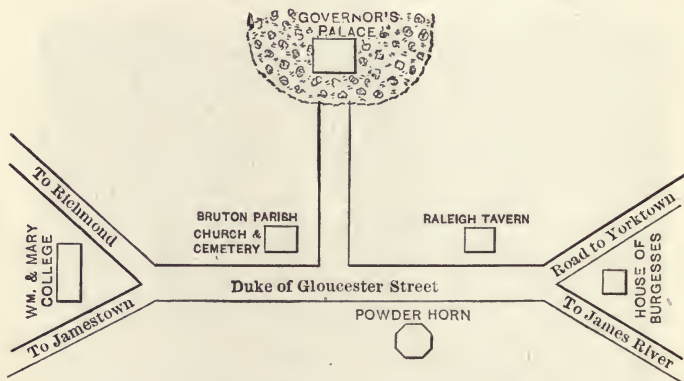 GOVERNOR'S
PALACE
To Richmond
BRUTON PARISH
CHURCH &
CEMETERY
RALEIGH TAVERN
Road to Yorktown
WM. & MARY
COLLEGE
Duke of Gloucester Street
HOUSE OF
BURGESSES
To Jamestown
POWDER HORN
To James River